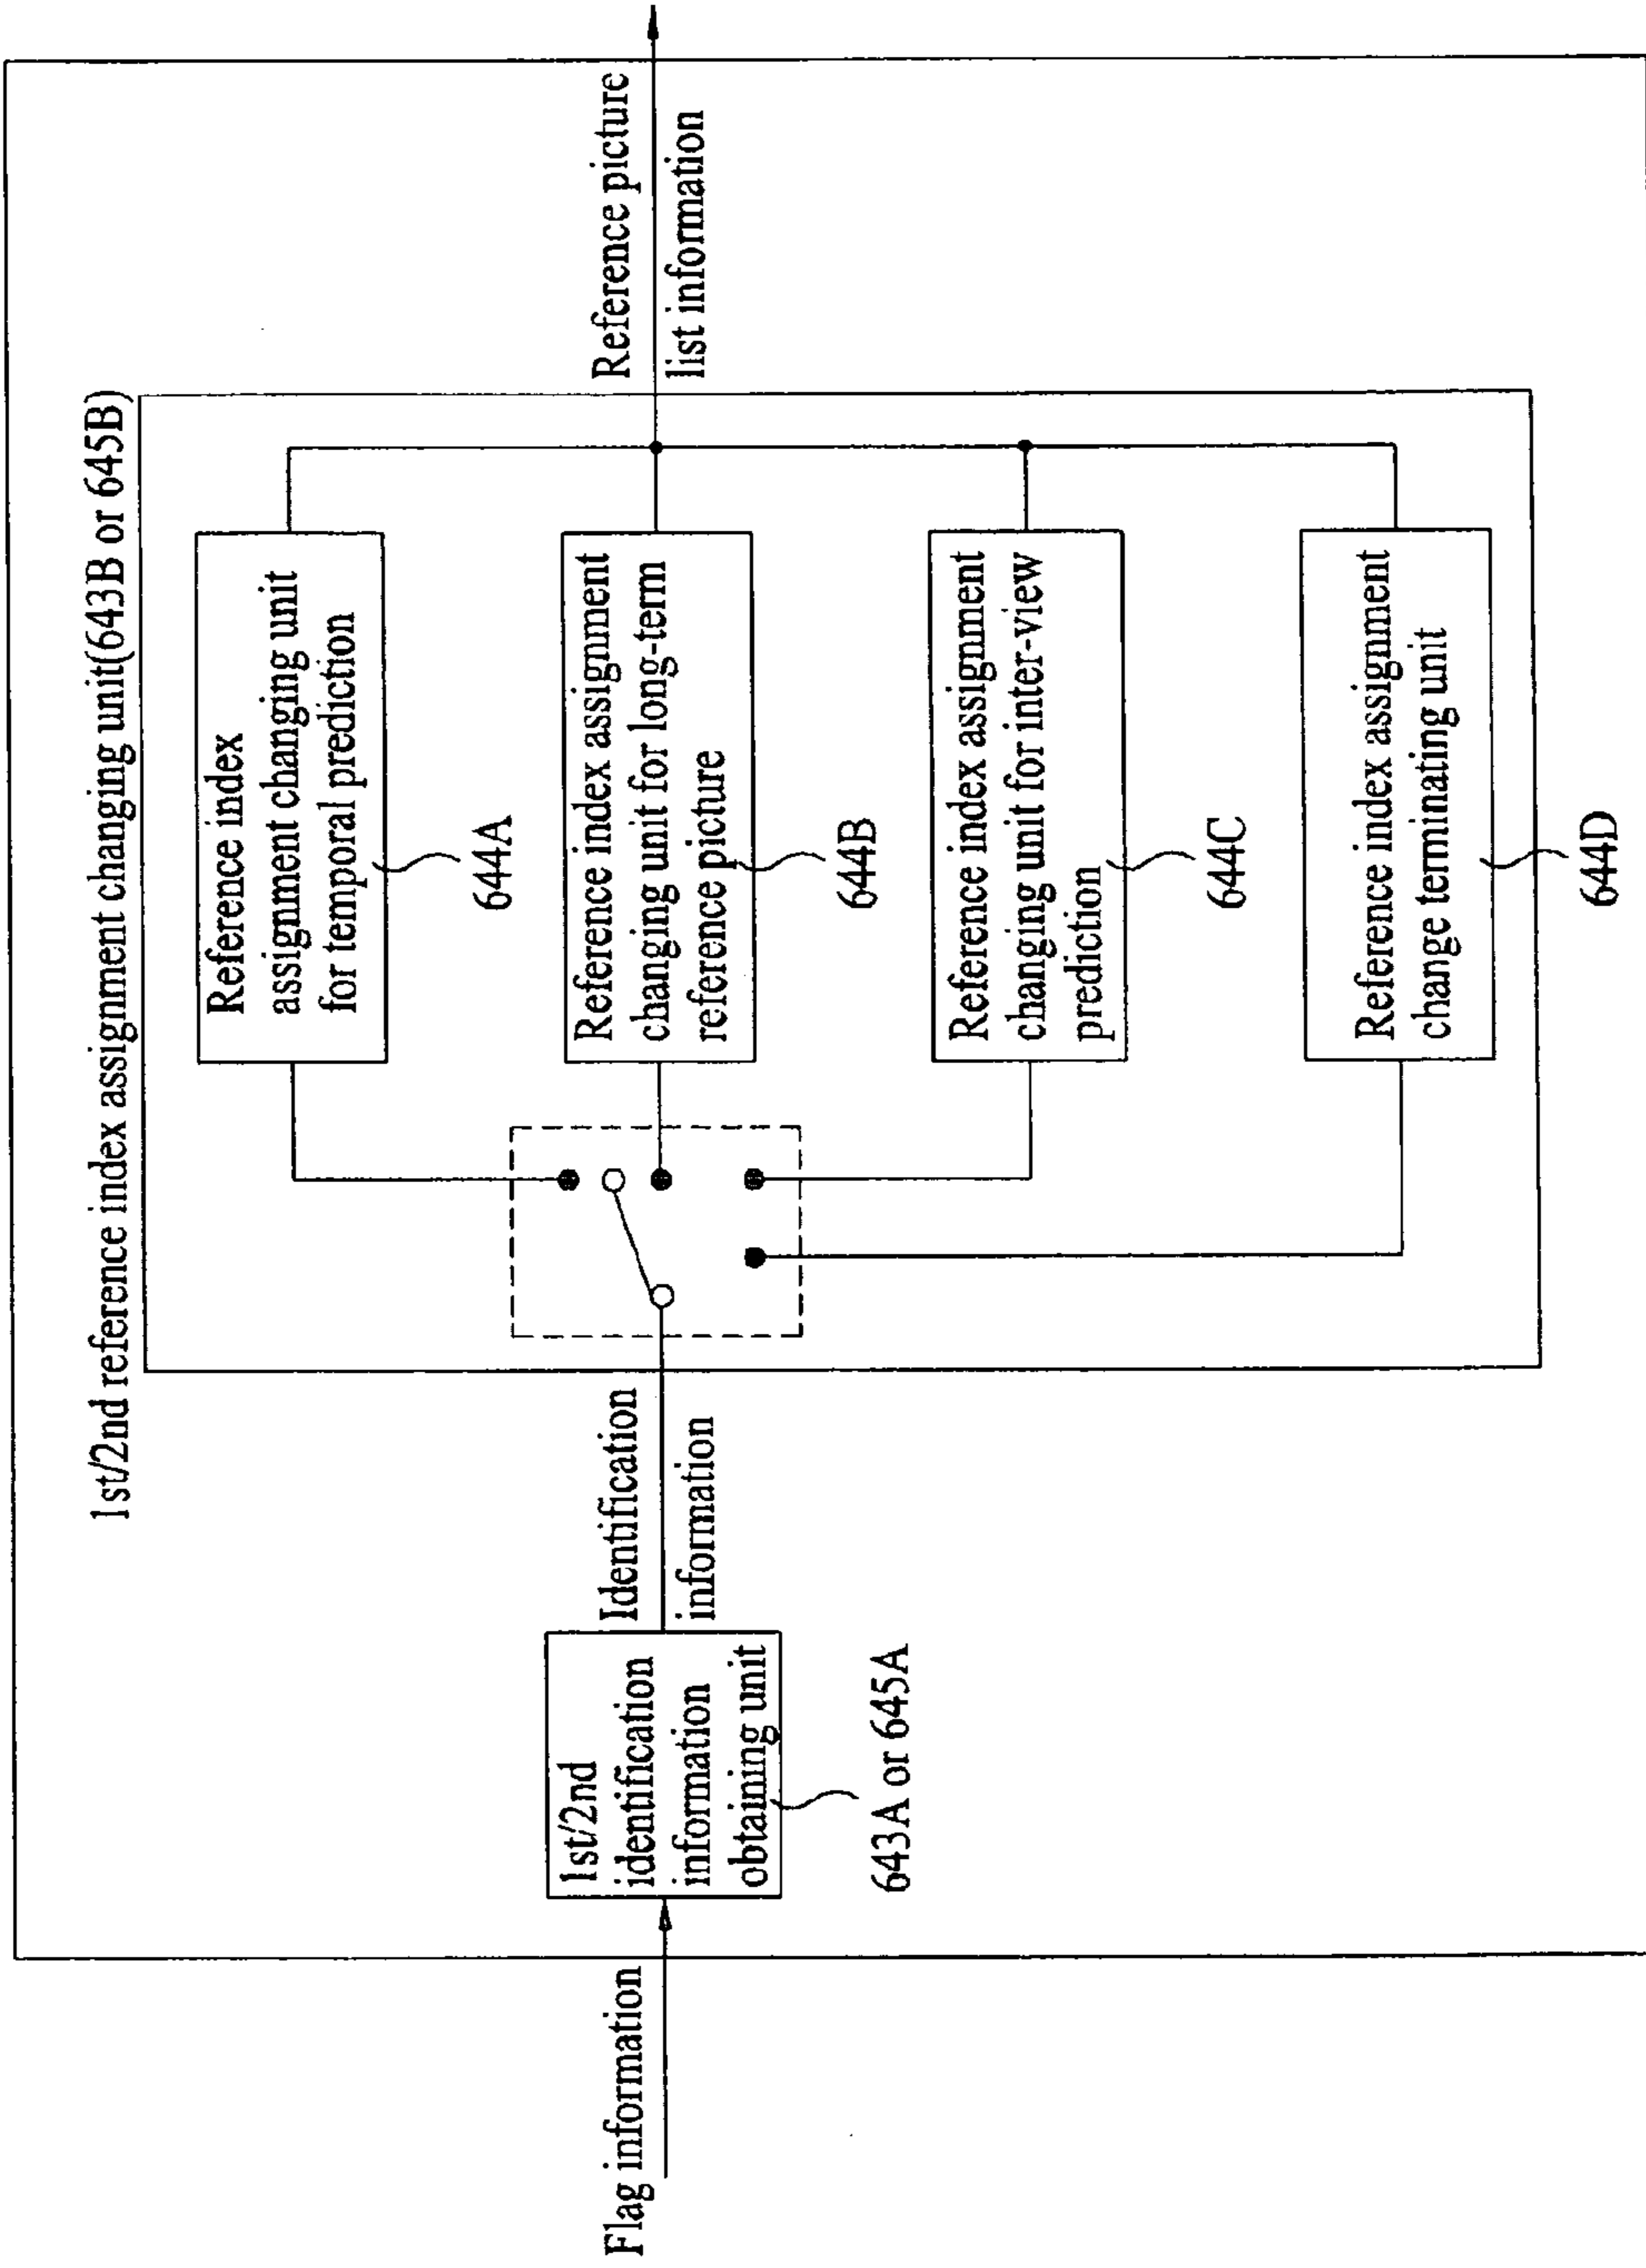 1st/2nd reference index assignment changing unit(643B or 645B)
Flag information
1st/2nd
identification
information
obtaining unit
643A or 645A
Identification
information
Reference index
assignment changing unit
for temporal prediction
644A
Reference index assignment
changing unit for long-term
reference picture
644B
Reference index assignment
changing unit for inter-view
prediction
644C
Reference index assignment
change terminating unit
644D
Reference picture
list information